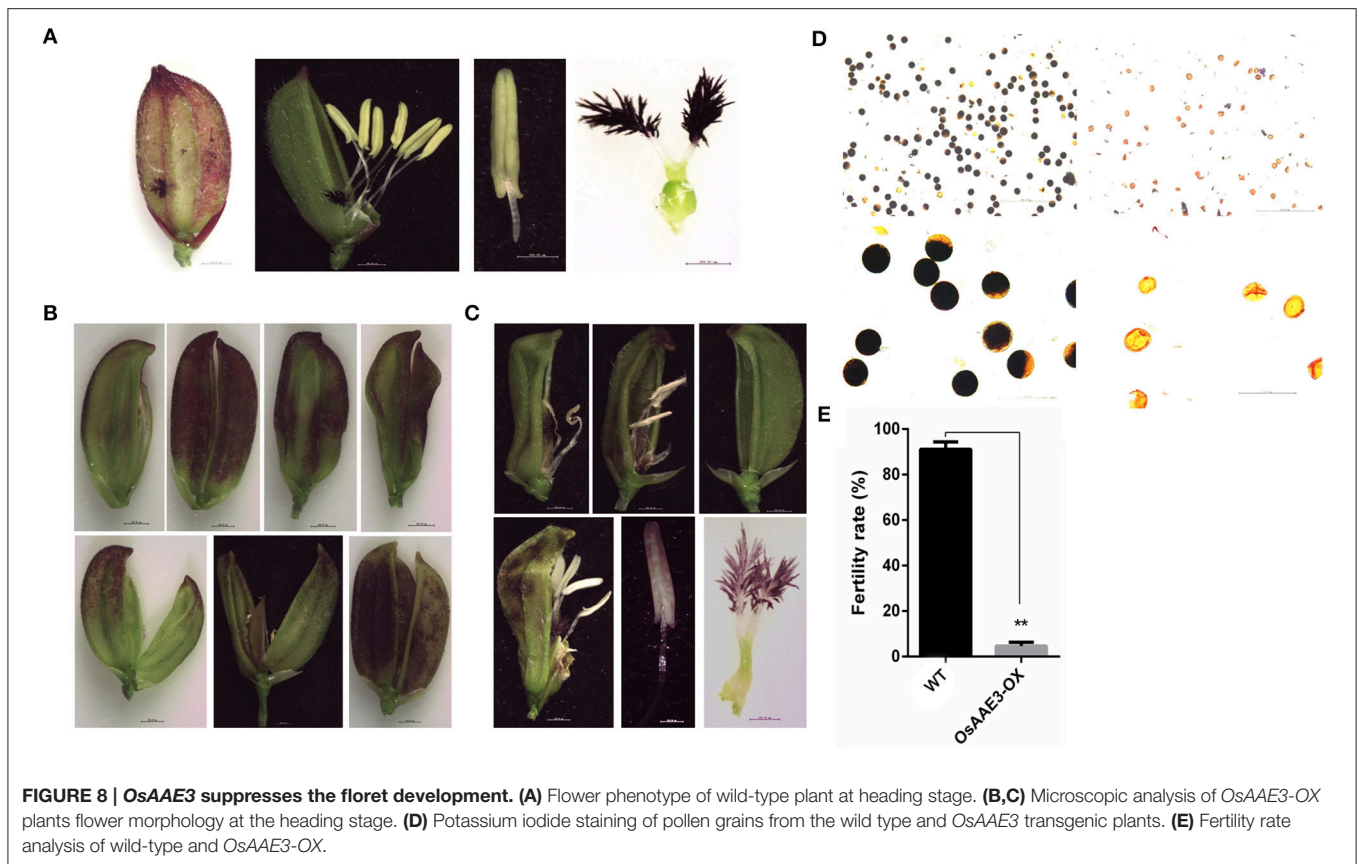 A
D
B
C
E
100
80
60
40
20
0
Fertility rate (%)
**
WT
OsAAE3-OX
FIGURE 8 | OsAAE3 suppresses the floret development. (A) Flower phenotype of wild-type plant at heading stage. (B,C) Microscopic analysis of OsAAE3-OX
plants flower morphology at the heading stage. (D) Potassium iodide staining of pollen grains from the wild type and OsAAE3 transgenic plants. (E) Fertility rate
analysis of wild-type and OsAAE3-OX.